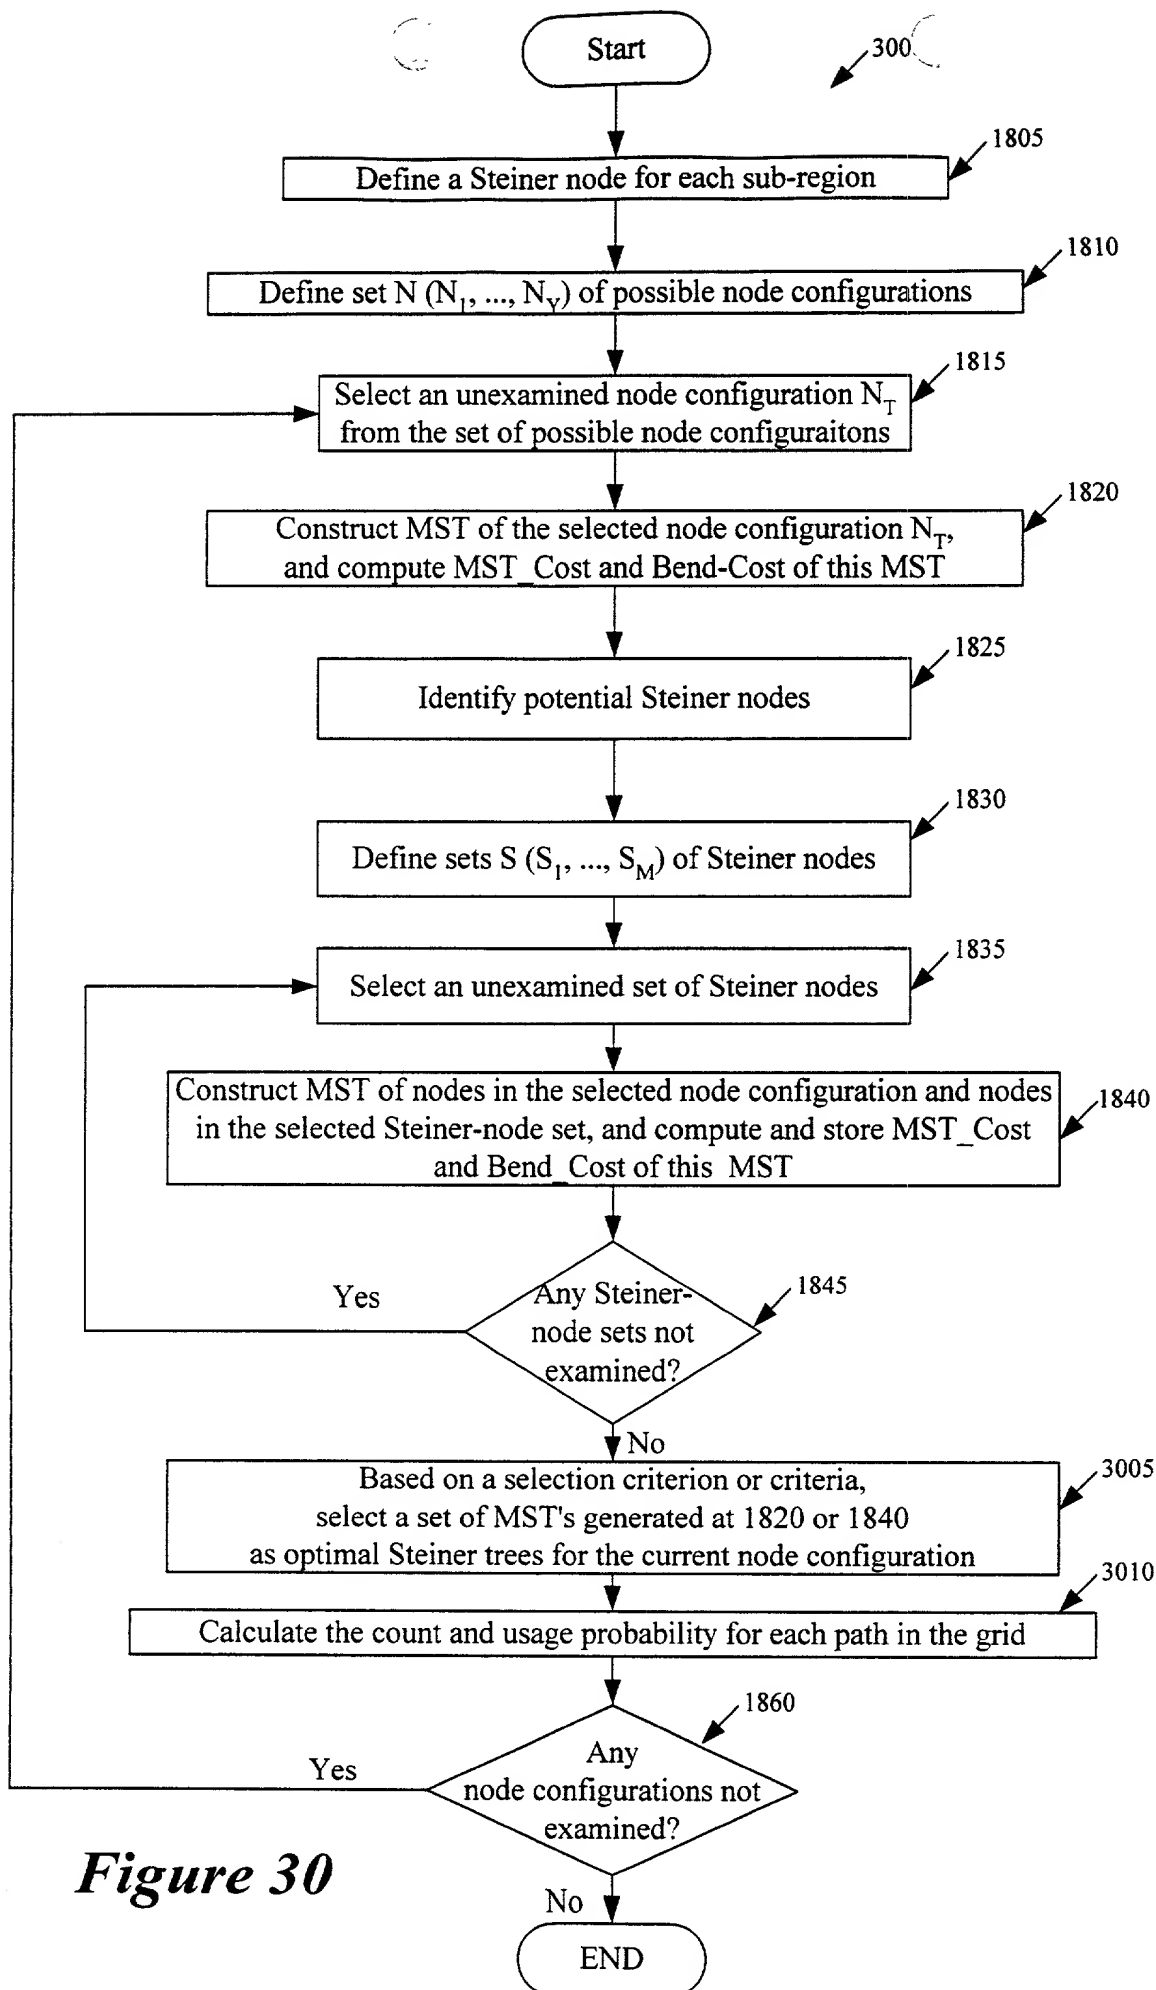 Start
300
1805
Define a Steiner node for each sub-region
1810
Define set N (N1, ..., NY) of possible node configurations
1815
Select an unexamined node configuration NT
from the set of possible node configuraitons
1820
Construct MST of the selected node configuration NT,
and compute MST_Cost and Bend-Cost of this MST
1825
Identify potential Steiner nodes
1830
Define sets S (S1, ..., SM) of Steiner nodes
1835
Select an unexamined set of Steiner nodes
1840
Construct MST of nodes in the selected node configuration and nodes
in the selected Steiner-node set, and compute and store MST_Cost
and Bend_Cost of this MST
1845
Yes
Any Steiner-
node sets not
examined?
No
3005
Based on a selection criterion or criteria,
select a set of MST's generated at 1820 or 1840
as optimal Steiner trees for the current node configuration
3010
Calculate the count and usage probability for each path in the grid
1860
Yes
Any
node configurations not
examined?
No
END
Figure 30